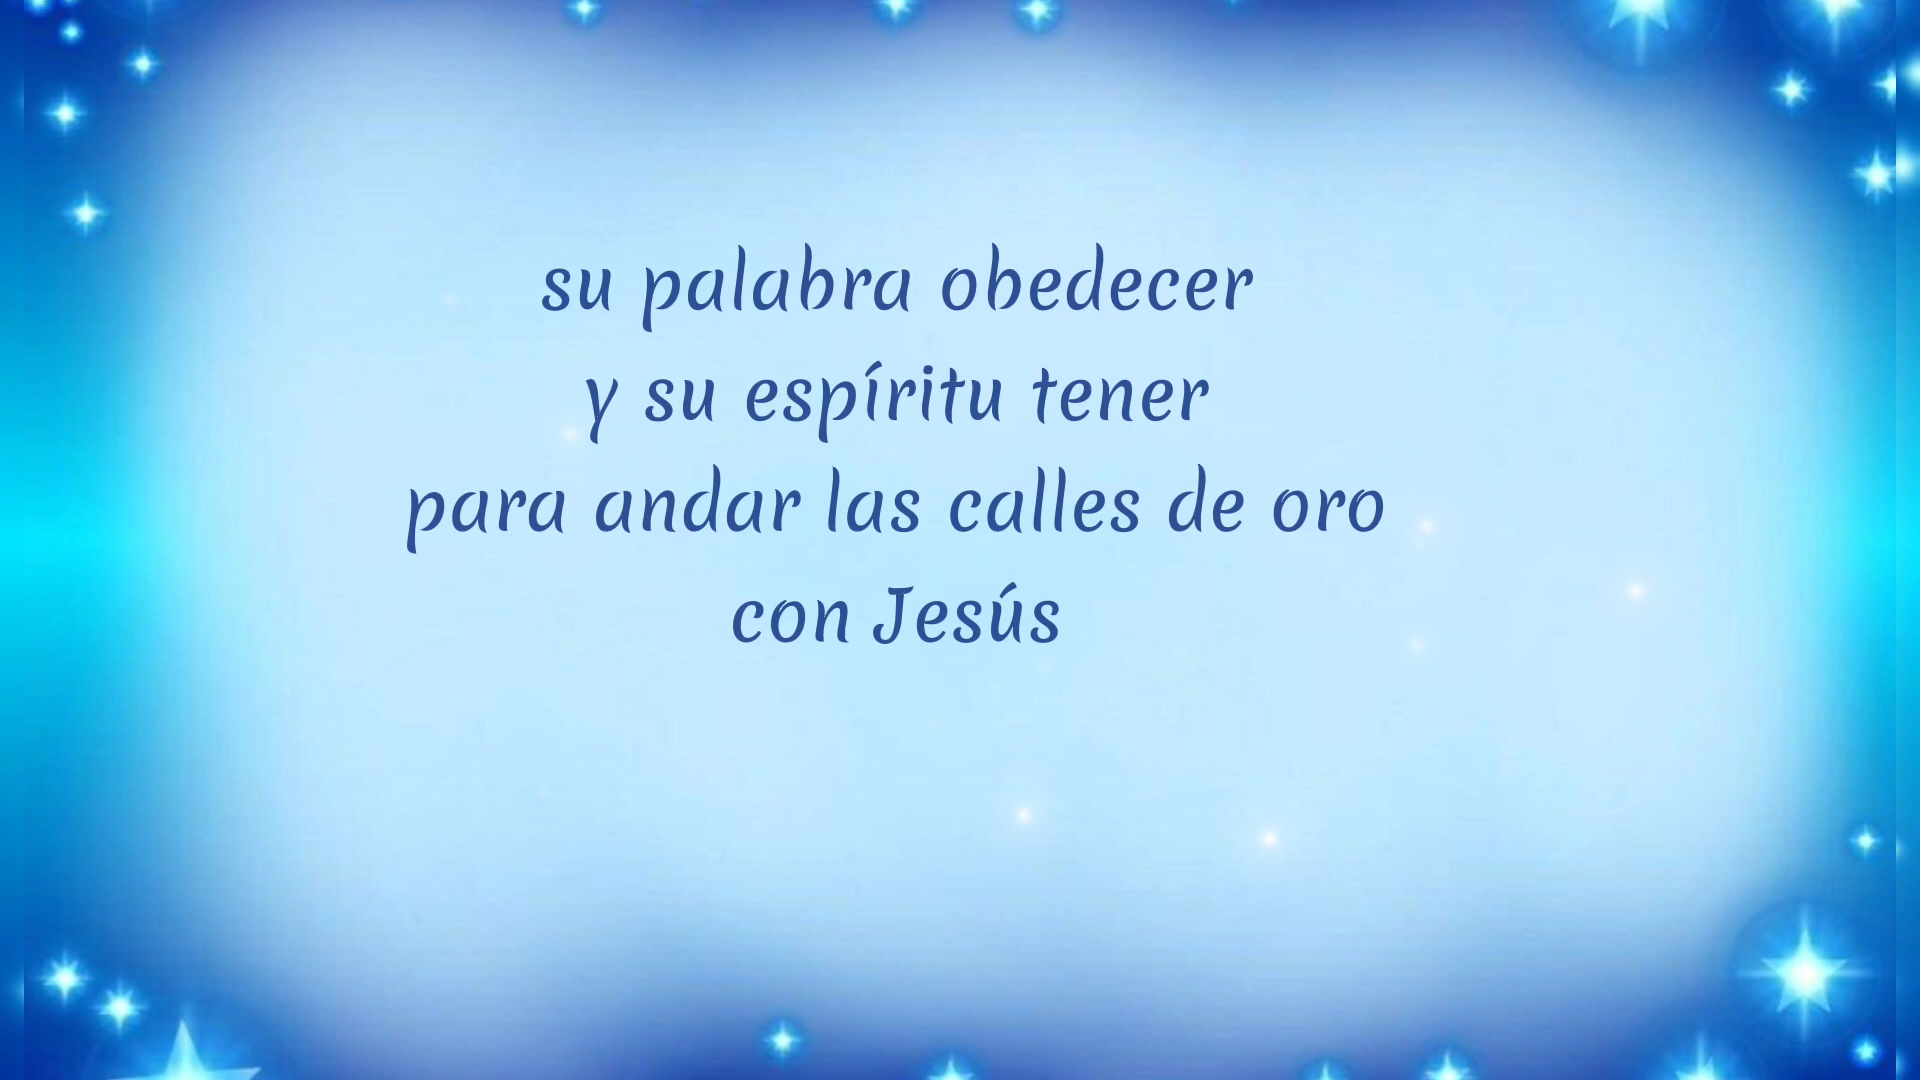 su palabra obedecer
y su espíritu tener
para andar las calles de oro
con Jesús